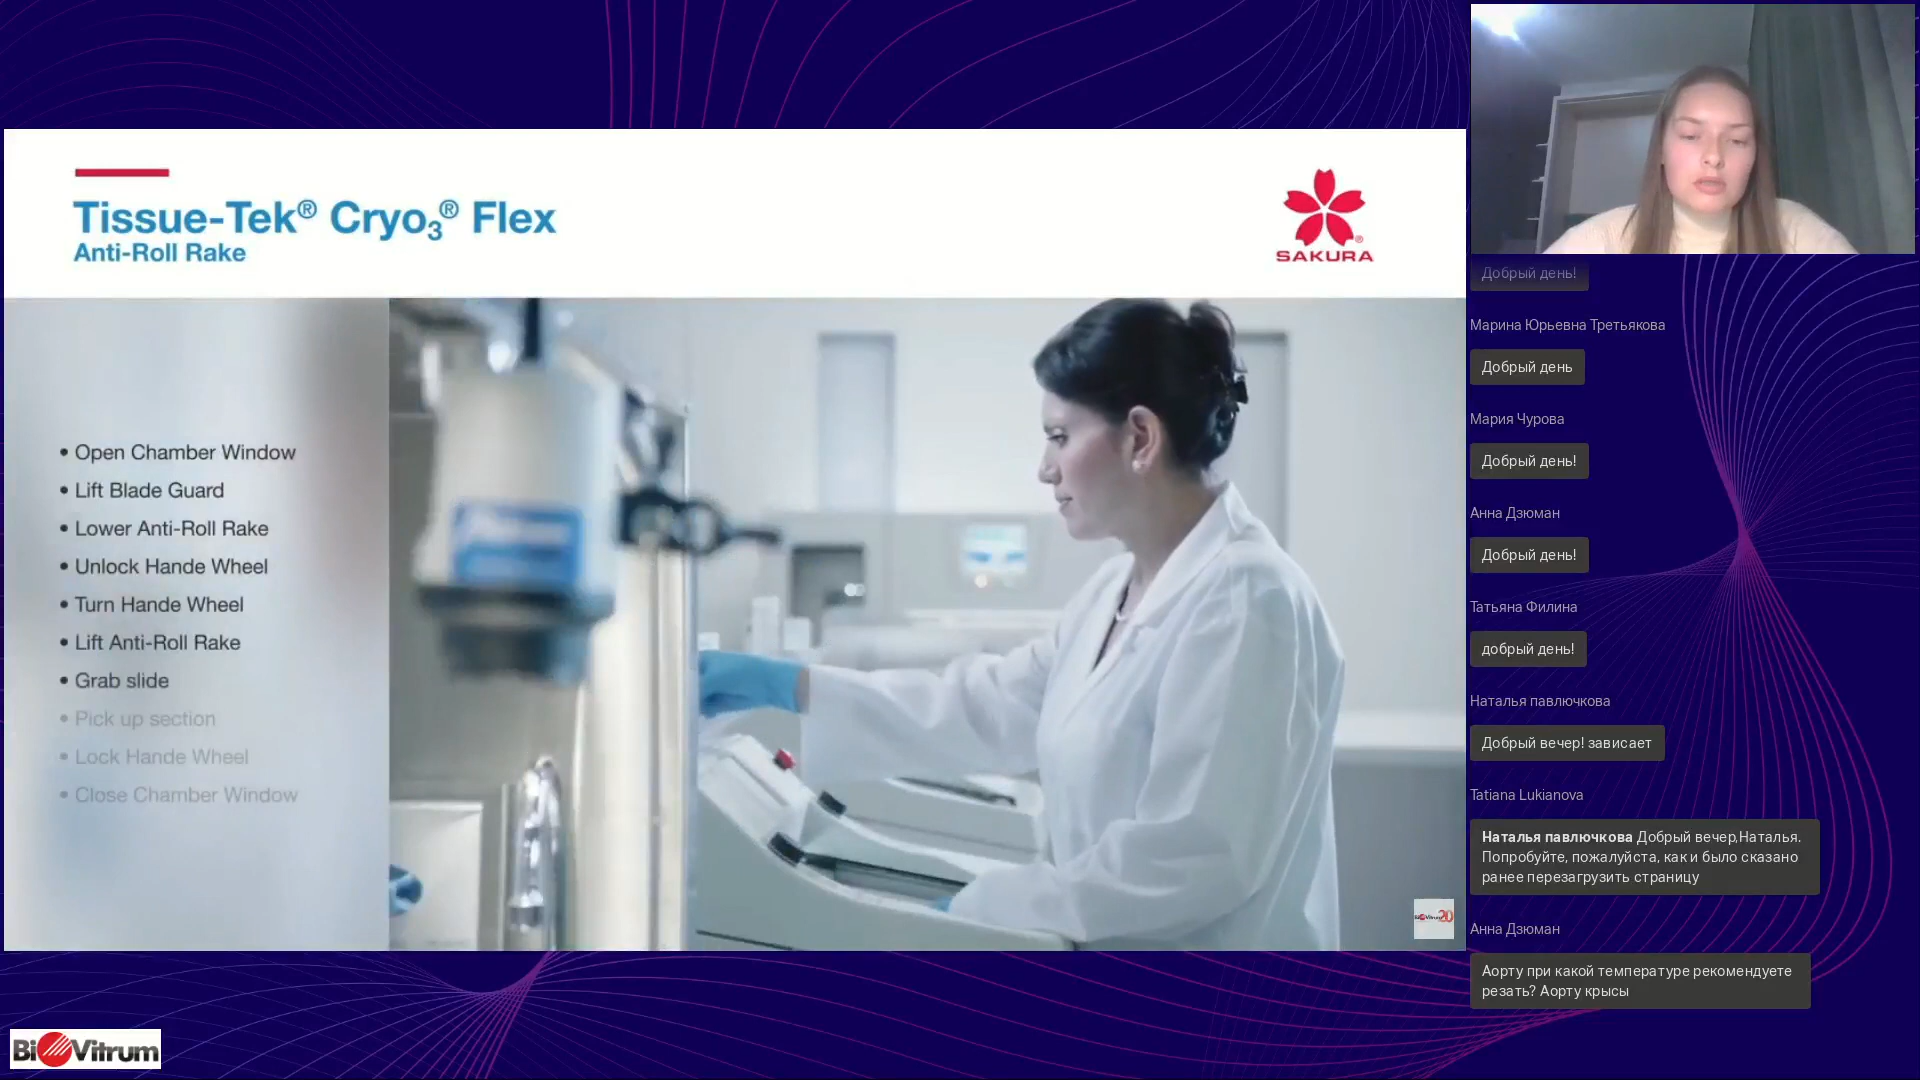 Tissue-Tek® Cryo₃® Flex
Anti-Roll Rake
SAKURA
• Open Chamber Window
• Lift Blade Guard
• Lower Anti-Roll Rake
• Unlock Hande Wheel
• Turn Hande Wheel
• Lift Anti-Roll Rake
• Grab slide
• Pick up section
• Lock Hande Wheel
• Close Chamber Window
BioVitrum 20
BioVitrum
Добрый день!
Марина Юрьевна Третьякова
Добрый день
Мария Чурова
Добрый день!
Анна Дзюман
Добрый день!
Татьяна Филина
добрый день!
Наталья павлючкова
Добрый вечер! зависает
Tatiana Lukianova
Наталья павлючкова Добрый вечер,Наталья.
Попробуйте, пожалуйста, как и было сказано
ранее перезагрузить страницу
Анна Дзюман
Аорту при какой температуре рекомендуете
резать? Аорту крысы